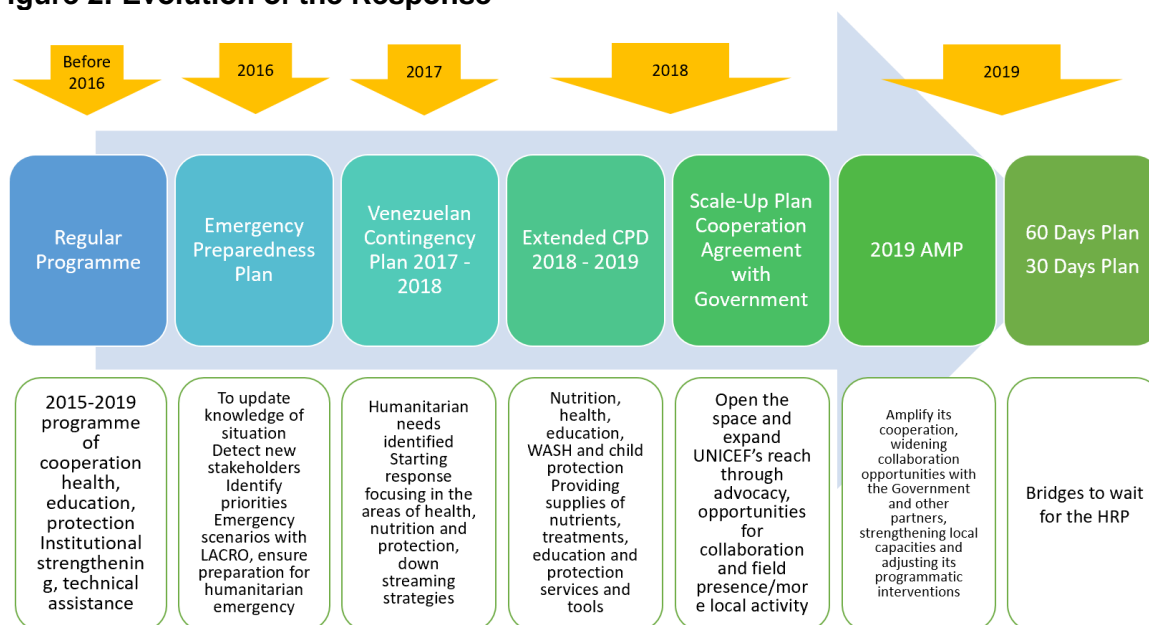 Figure 2: Evolution of the Response
Before
2016
2016
2017
2018
2019
Regular
Programme
Emergency
Preparedness
Plan
Venezuelan
Contingency
Plan 2017 -
2018
Extended CPD
2018 - 2019
Scale-Up Plan
Cooperation
Agreement
with
Government
2019 AMP
60 Days Plan
30 Days Plan
2015-2019
programme
of
cooperation
health,
education,
protection
Institutional
strengthenin
g, technical
assistance
To update
knowledge of
situation
Detect new
stakeholders
Identify
priorities
Emergency
scenarios with
LACRO, ensure
preparation for
humanitarian
emergency
Humanitarian
needs
identified
Starting
response
focusing in the
areas of health,
nutrition and
protection,
down
streaming
strategies
Nutrition,
health,
education,
WASH and child
protection
Providing
supplies of
nutrients,
treatments,
education and
protection
services and
tools
Open the
space and
expand
UNICEF's reach
through
advocacy,
opportunities
for
collaboration
and field
presence/mor
e local activity
Amplify its
cooperation,
widening
collaboration
opportunities with
the Government
and other
partners,
strengthening local
capacities and
adjusting its
programmatic
interventions
Bridges to wait
for the HRP